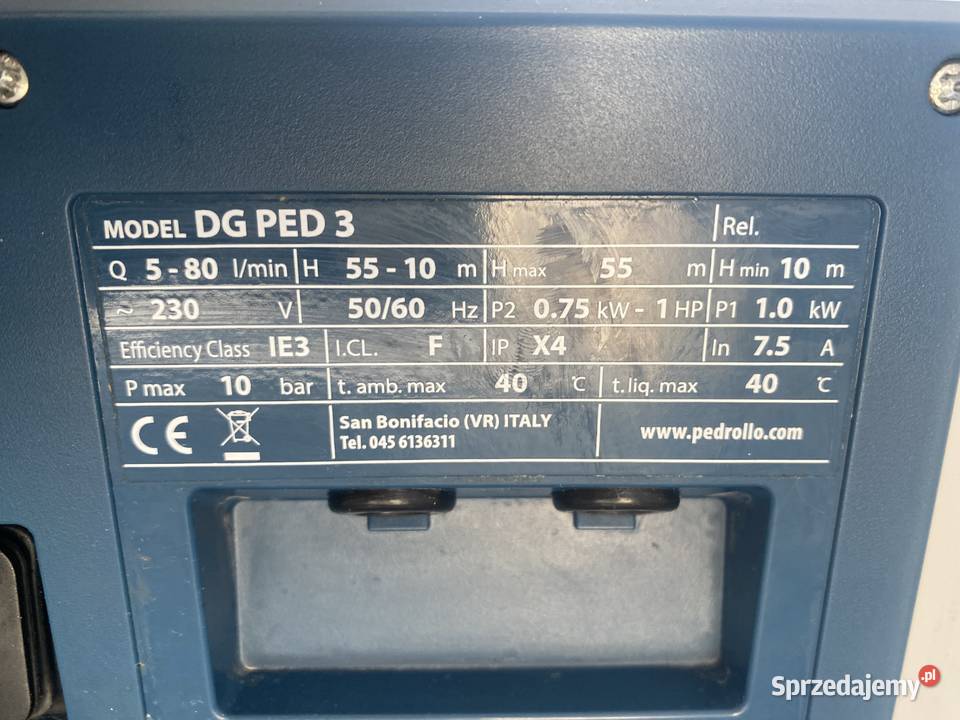 MODEL DG PED 3 Rel.
Q 5 - 80 l/min H 55 - 10 m H max 55 m H min 10 m
~ 230 V 50/60 Hz P2 0.75 kW - 1 HP P1 1.0 kW
Efficiency Class IE3 I.CL. F IP X4 In 7.5 A
P max 10 bar t. amb. max 40 °C t. liq. max 40 °C
CE San Bonifacio (VR) ITALY
Tel. 045 6136311
www.pedrollo.com
Sprzedajemy.pl